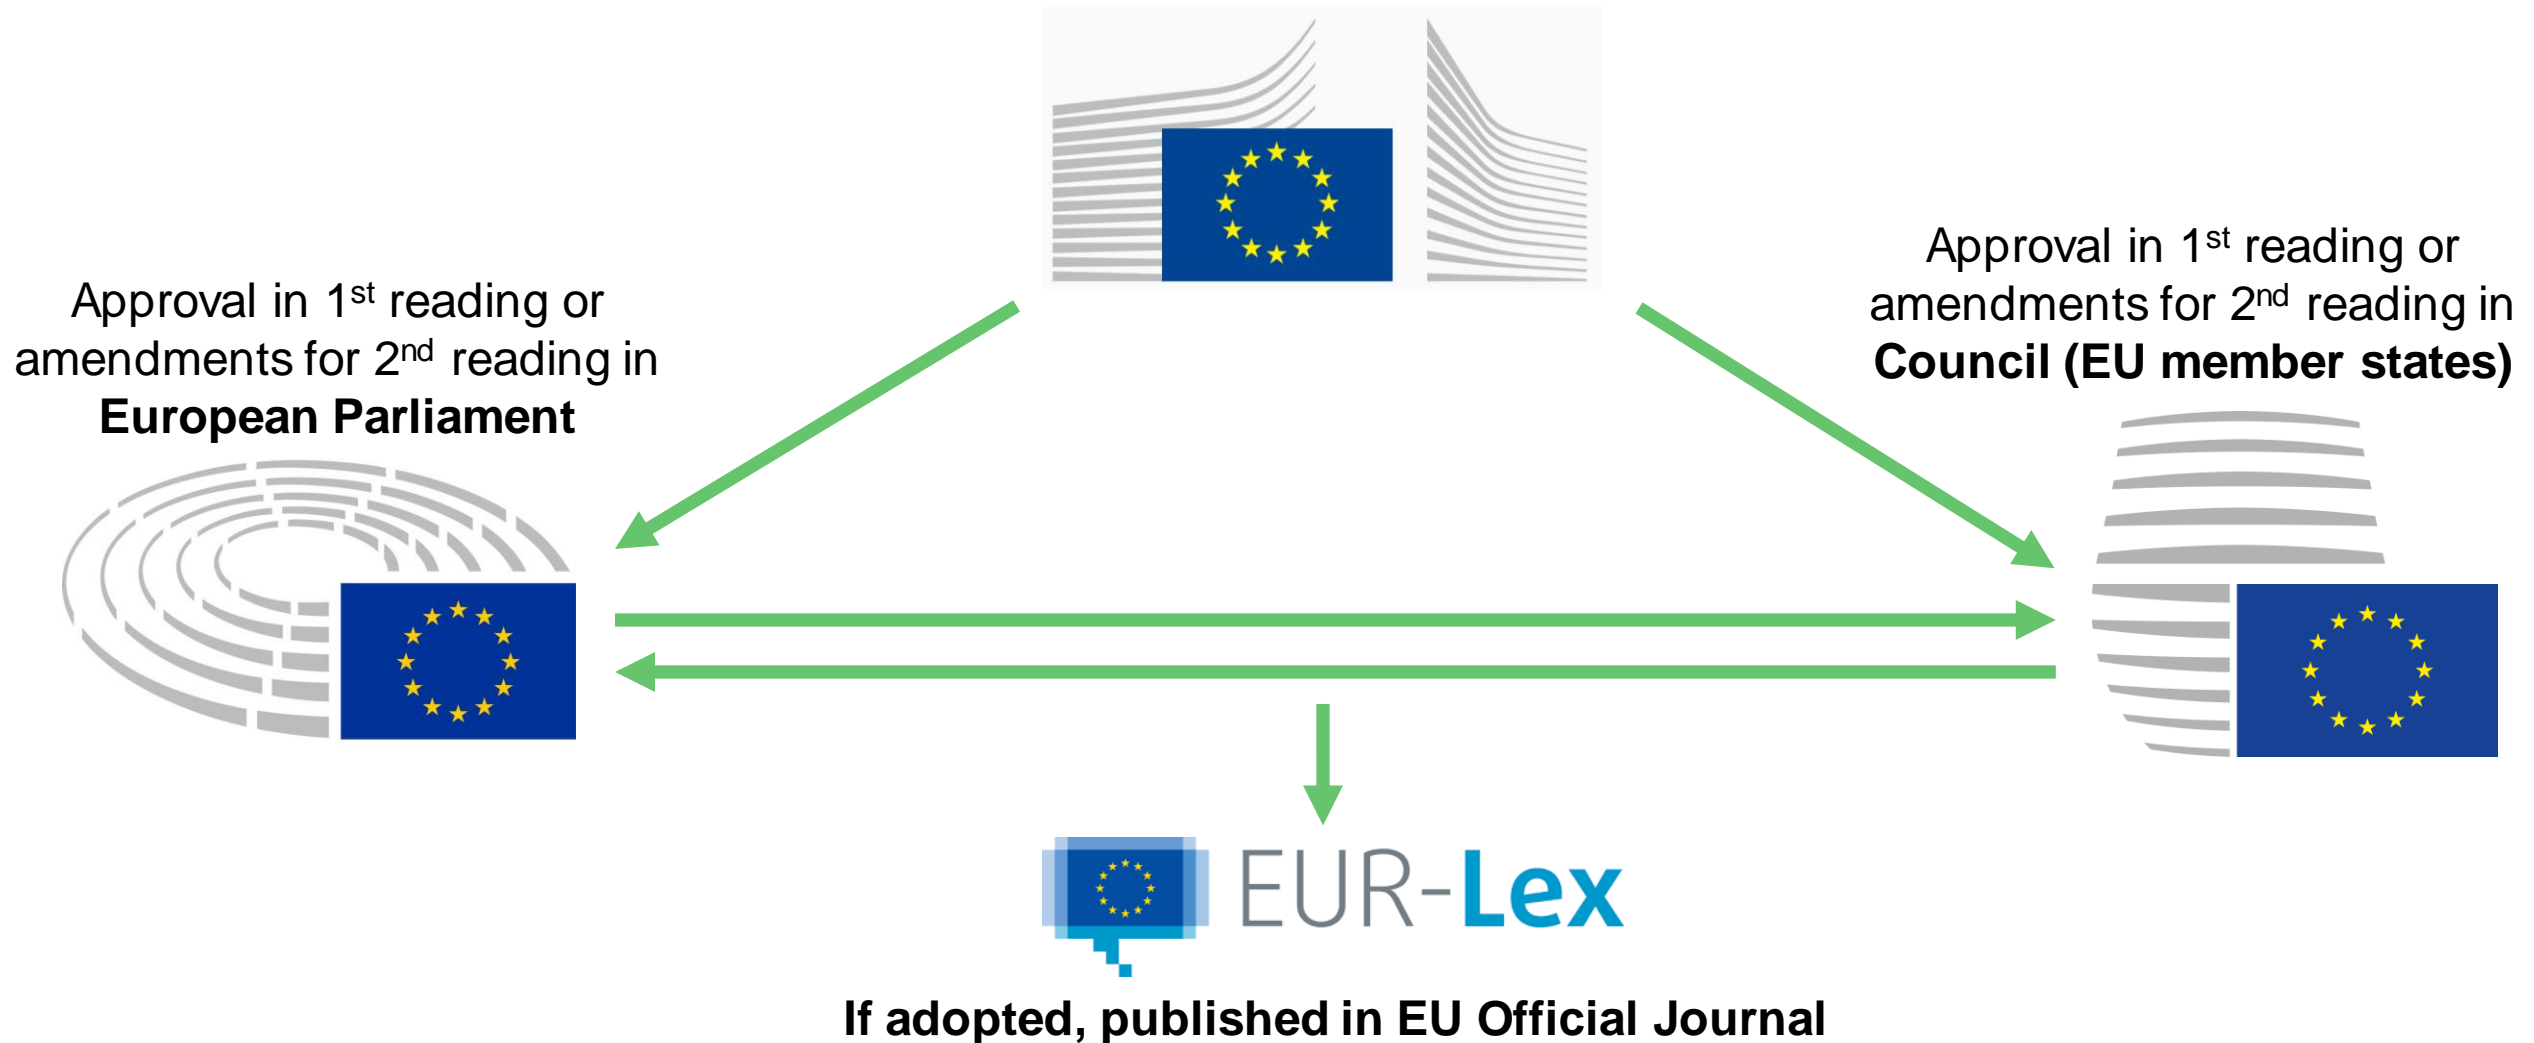 Approval in 1st reading or
amendments for 2nd reading in
European Parliament
Approval in 1st reading or
amendments for 2nd reading in
Council (EU member states)
EUR-Lex
If adopted, published in EU Official Journal